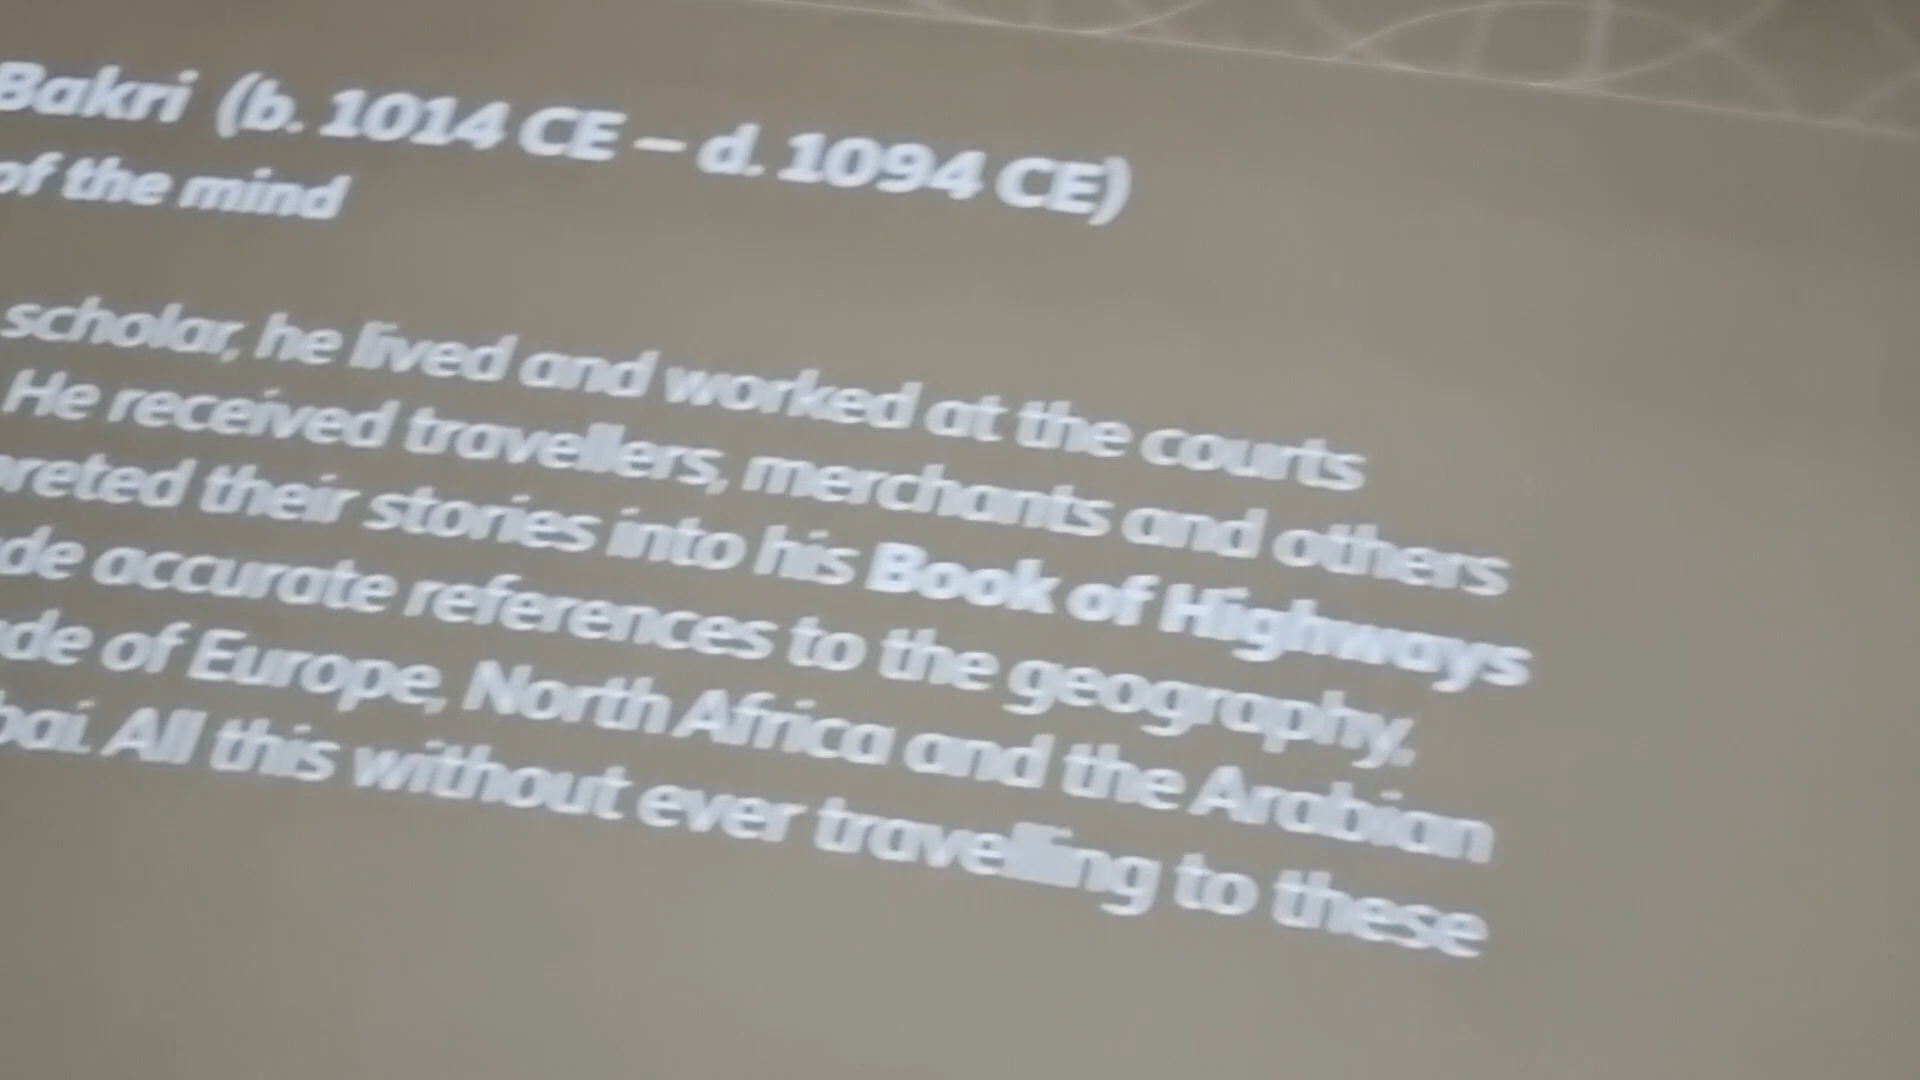 Bakri (b. 1014 CE – d. 1094 CE)
of the mind
scholar, he lived and worked at the courts
He received travellers, merchants and others
preted their stories into his Book of Highways
de accurate references to the geography,
de of Europe, North Africa and the Arabian
bai. All this without ever travelling to these